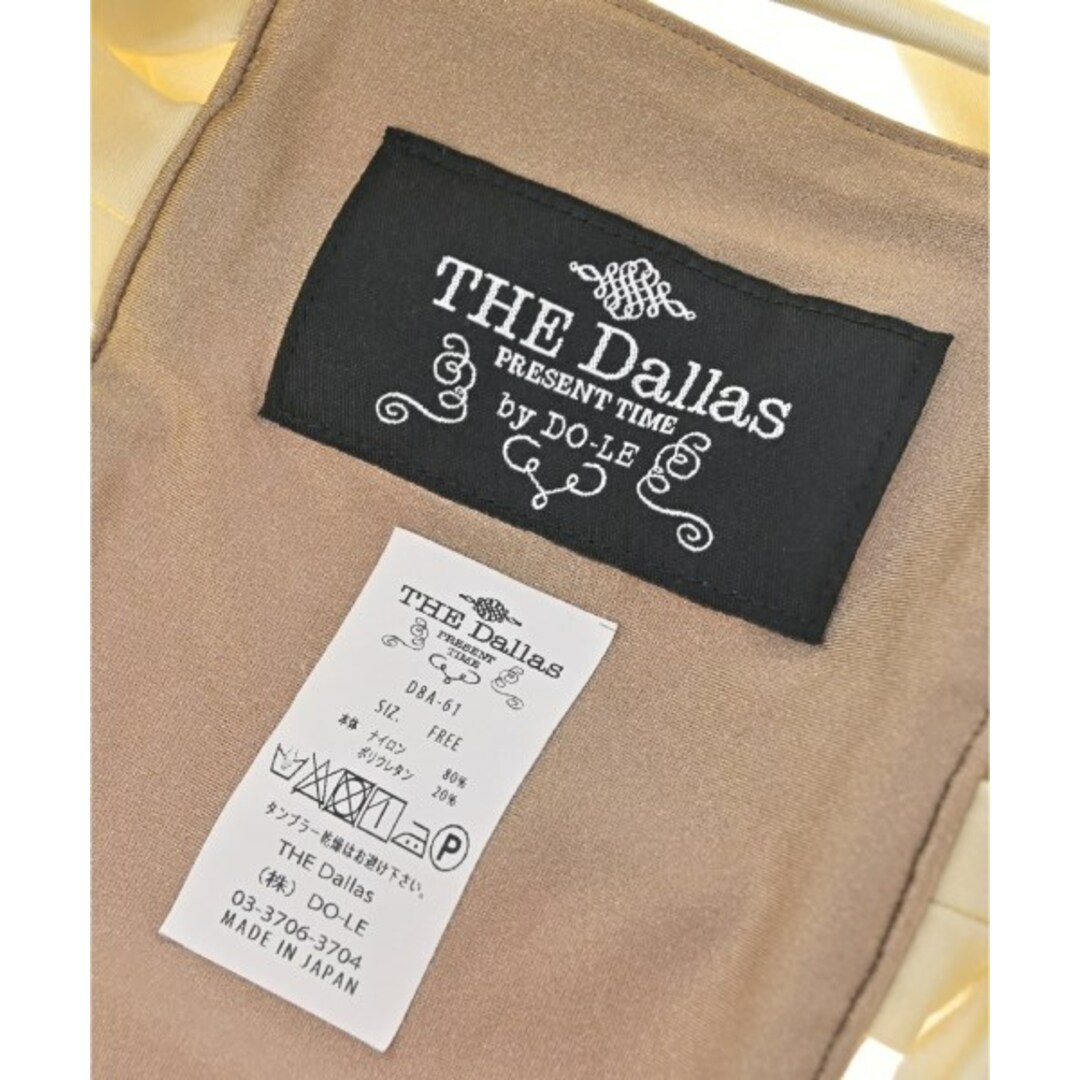 THE Dallas
PRESENT TIME
by DO-LE
THE Dallas
PRESENT
TIME
D8A-61
SIZ. FREE
本体 ナイロン 80%
ポリウレタン 20%
P
タンブラー乾燥はお避け下さい。
THE Dallas
(株) DO-LE
03-3706-3704
MADE IN JAPAN